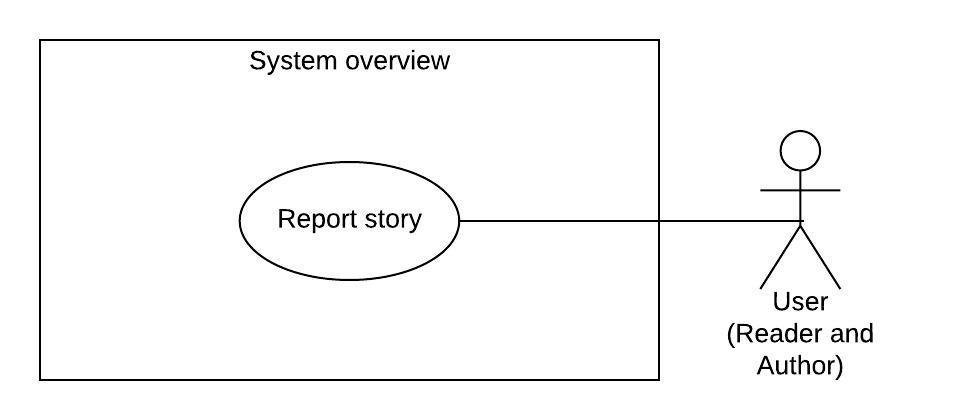 System overview
Report story
User
(Reader and
Author)